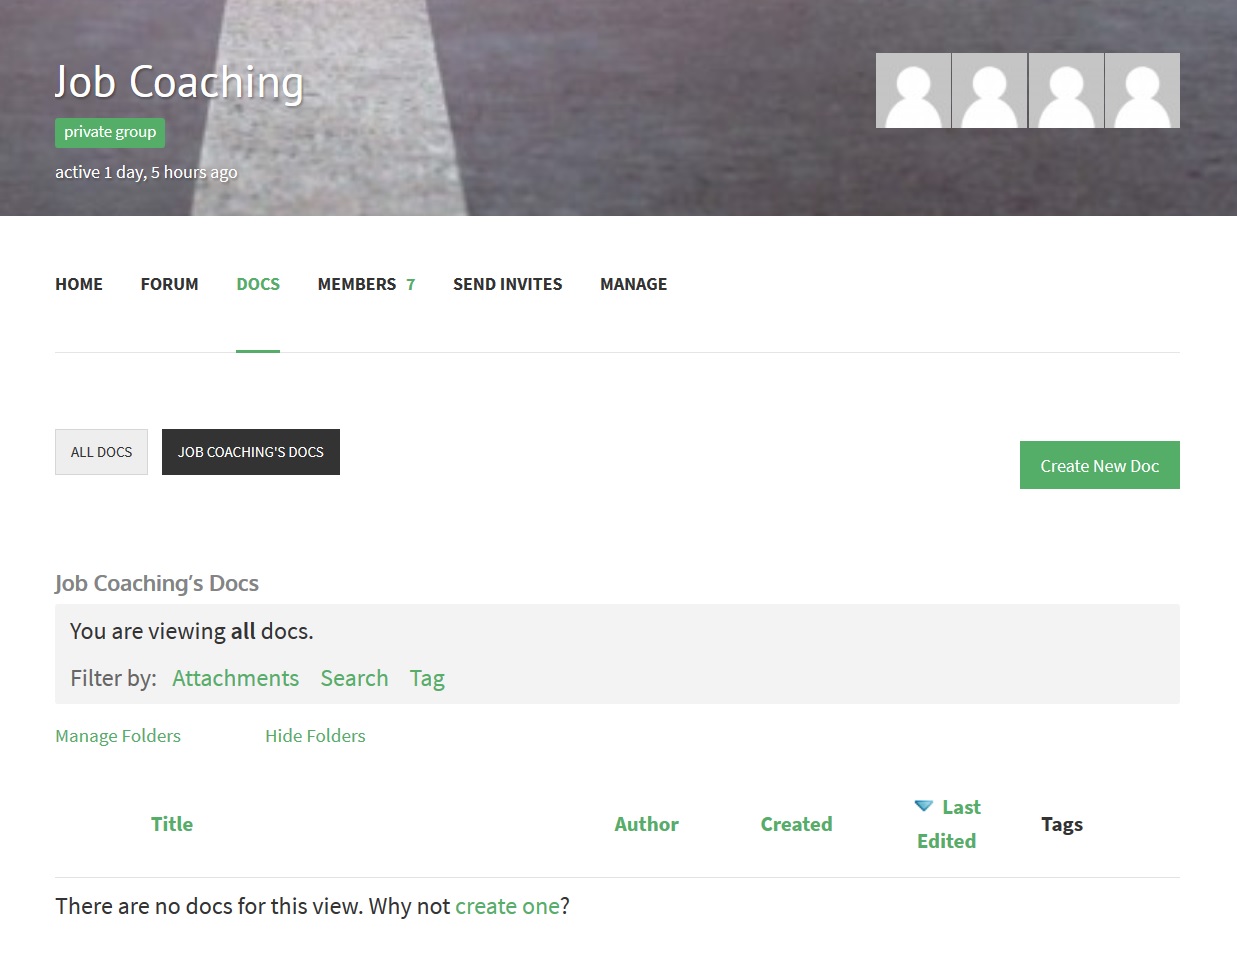 Job Coaching
private group
active 1 day, 5 hours ago
HOME FORUM DOCS MEMBERS 7 SEND INVITES MANAGE
ALL DOCS JOB COACHING'S DOCS
Create New Doc
Job Coaching’s Docs
You are viewing all docs.
Filter by: Attachments Search Tag
Manage Folders Hide Folders
Title Author Created Last Edited Tags
There are no docs for this view. Why not create one?